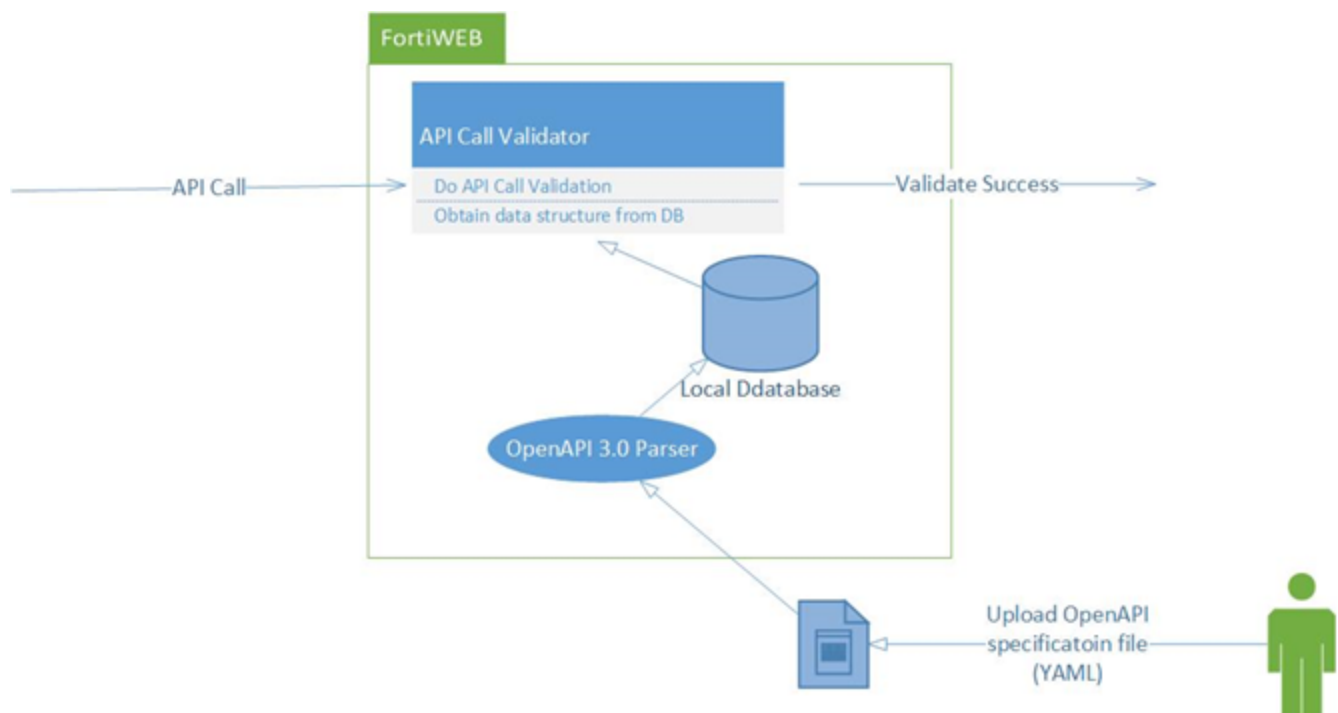 FortiWEB
API Call Validator
API Call
Do API Call Validation
Obtain data structure from DB
Validate Success
Local Ddatabase
OpenAPI 3.0 Parser
Upload OpenAPI
specificatoin file
(YAML)